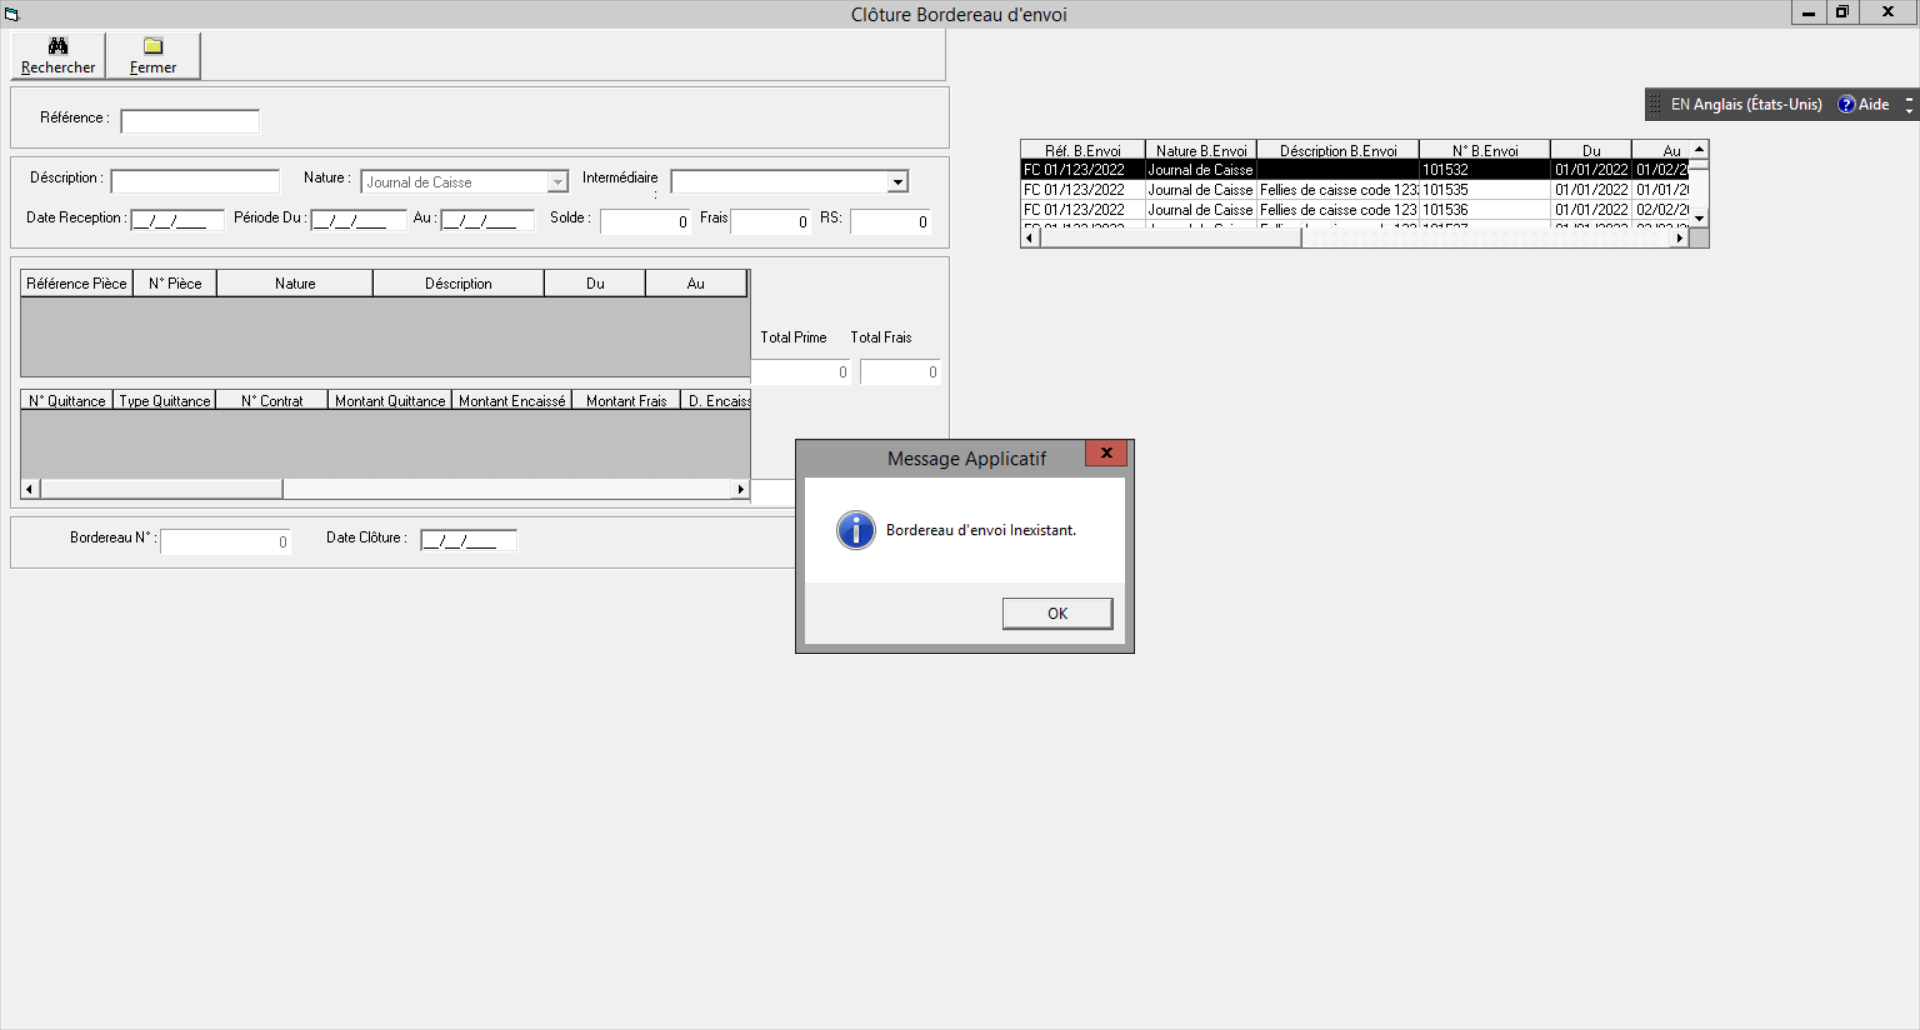 Clôture Bordereau d'envoi
Rechercher
Fermer
Référence :
EN Anglais (États-Unis) ? Aide
Déscription :
Nature : Journal de Caisse
Intermédiaire :
Date Reception : __/__/____
Période Du : __/__/____
Au : __/__/____
Solde : 0
Frais 0
RS: 0
Réf. B.Envoi Nature B.Envoi Déscription B.Envoi N° B.Envoi Du Au
FC 01/123/2022 Journal de Caisse 101532 01/01/2022 01/02/2
FC 01/123/2022 Journal de Caisse Fellies de caisse code 123 101535 01/01/2022 01/01/2
FC 01/123/2022 Journal de Caisse Fellies de caisse code 123 101536 01/01/2022 02/02/2
Référence Pièce N° Pièce Nature Déscription Du Au
Total Prime Total Frais
0 0
N° Quittance Type Quittance N° Contrat Montant Quittance Montant Encaissé Montant Frais D. Encaiss
Bordereau N° : 0
Date Clôture : __/__/____
Message Applicatif
Bordereau d'envoi Inexistant.
OK